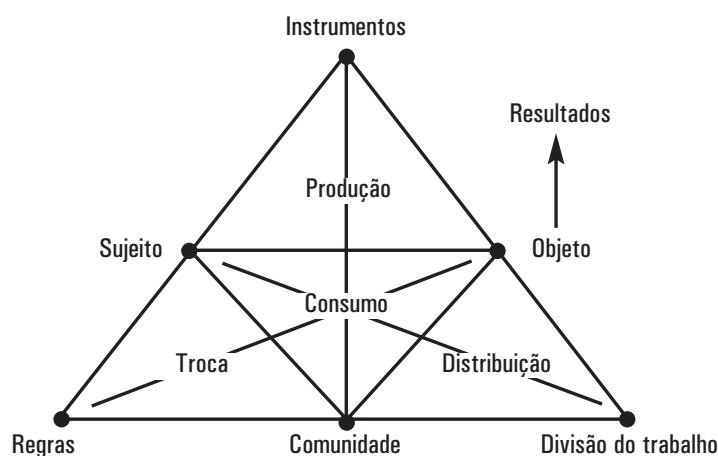 Instrumentos
Resultados
Produção
Sujeito
Objeto
Consumo
Troca
Distribuição
Regras
Comunidade
Divisão do trabalho